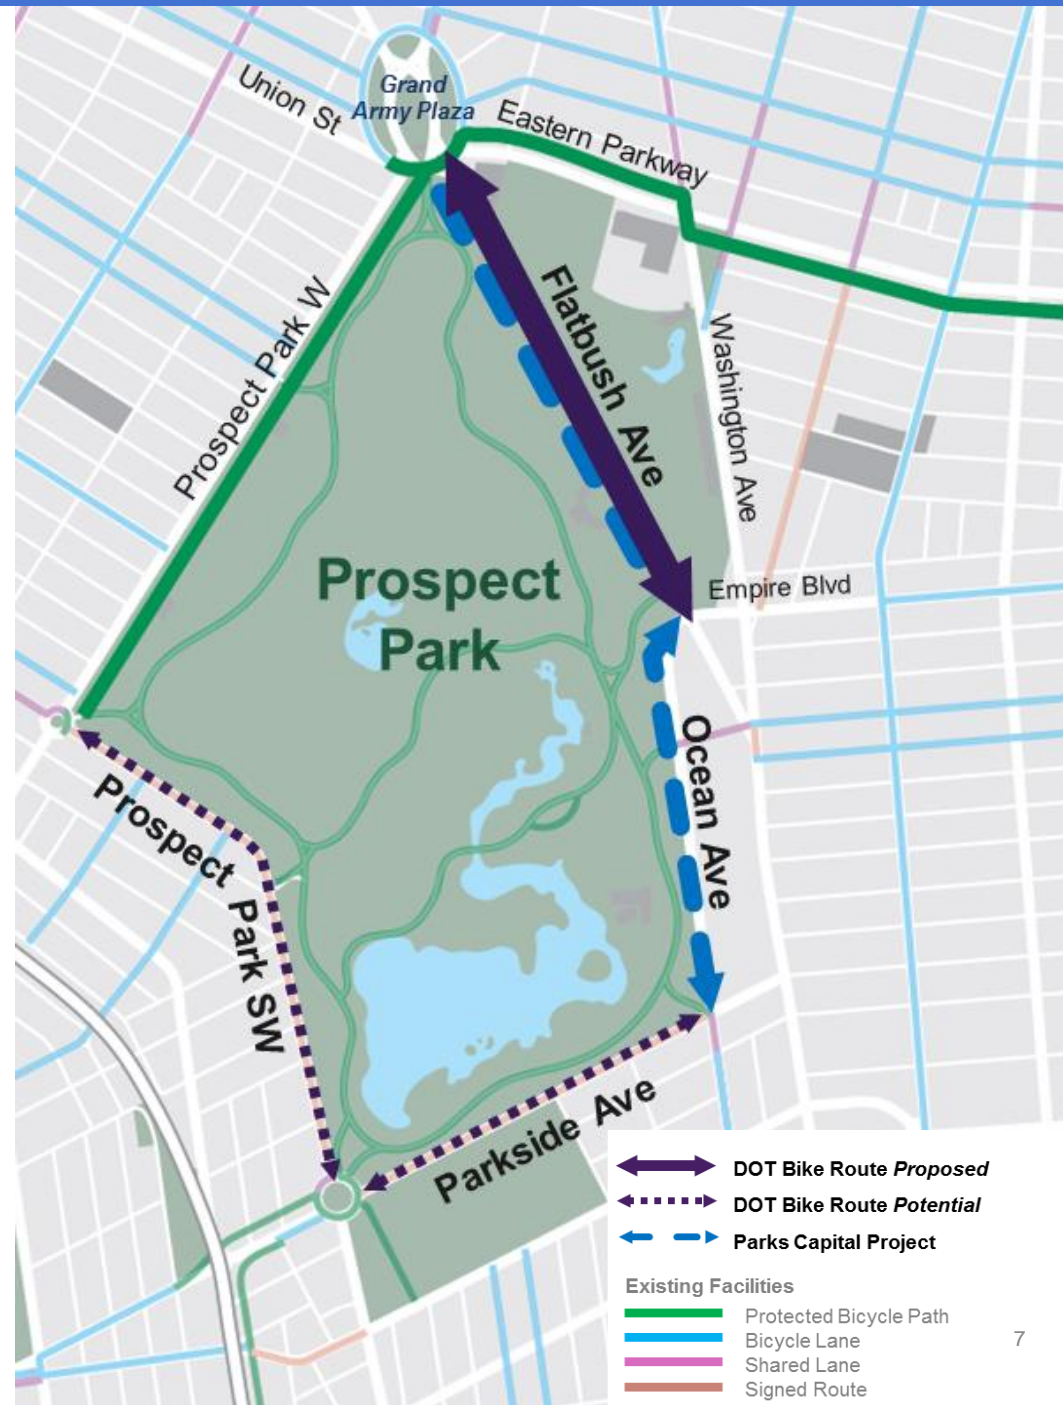 Grand
Army Plaza
Union St
Eastern Parkway
Prospect Park W
Flatbush Ave
Washington Ave
Prospect
Park
Empire Blvd
Ocean Ave
Prospect Park SW
Parkside Ave
DOT Bike Route Proposed
DOT Bike Route Potential
Parks Capital Project
Existing Facilities
Protected Bicycle Path
Bicycle Lane
7
Shared Lane
Signed Route